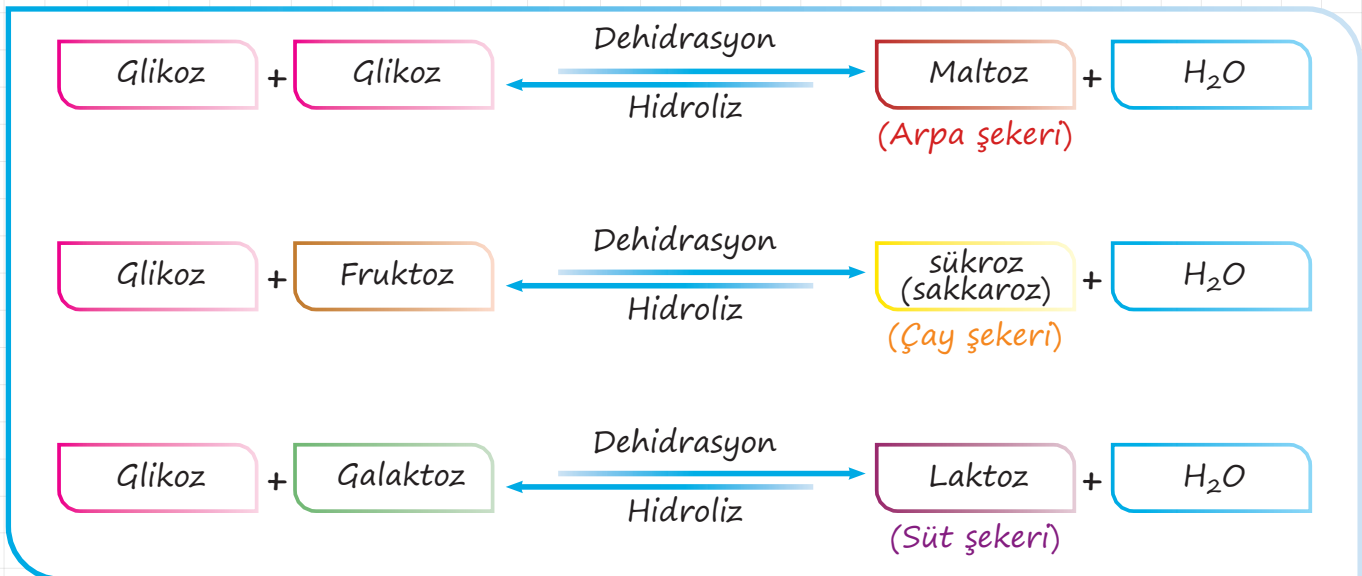 Dehidrasyon
Glikoz + Glikoz Maltoz + H₂O
Hidroliz
(Arpa şekeri)
Dehidrasyon
Glikoz + Fruktoz sükroz (sakkaroz) + H₂O
Hidroliz
(Çay şekeri)
Dehidrasyon
Glikoz + Galaktoz Laktoz + H₂O
Hidroliz
(Süt şekeri)